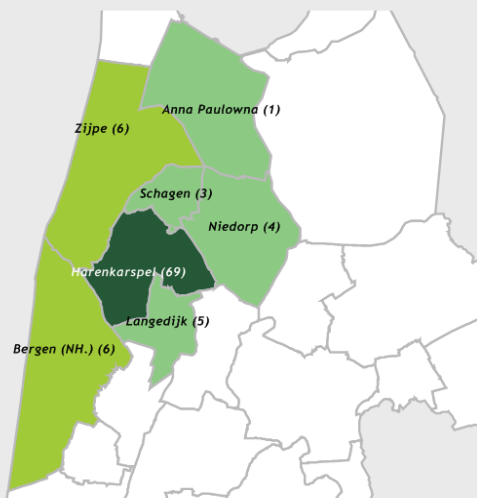 Anna Paulowna (1)
Zijpe (6)
Schagen (3)
Niedorp (4)
Harenkarspel (69)
Langedijk (5)
Bergen (NH.) (6)